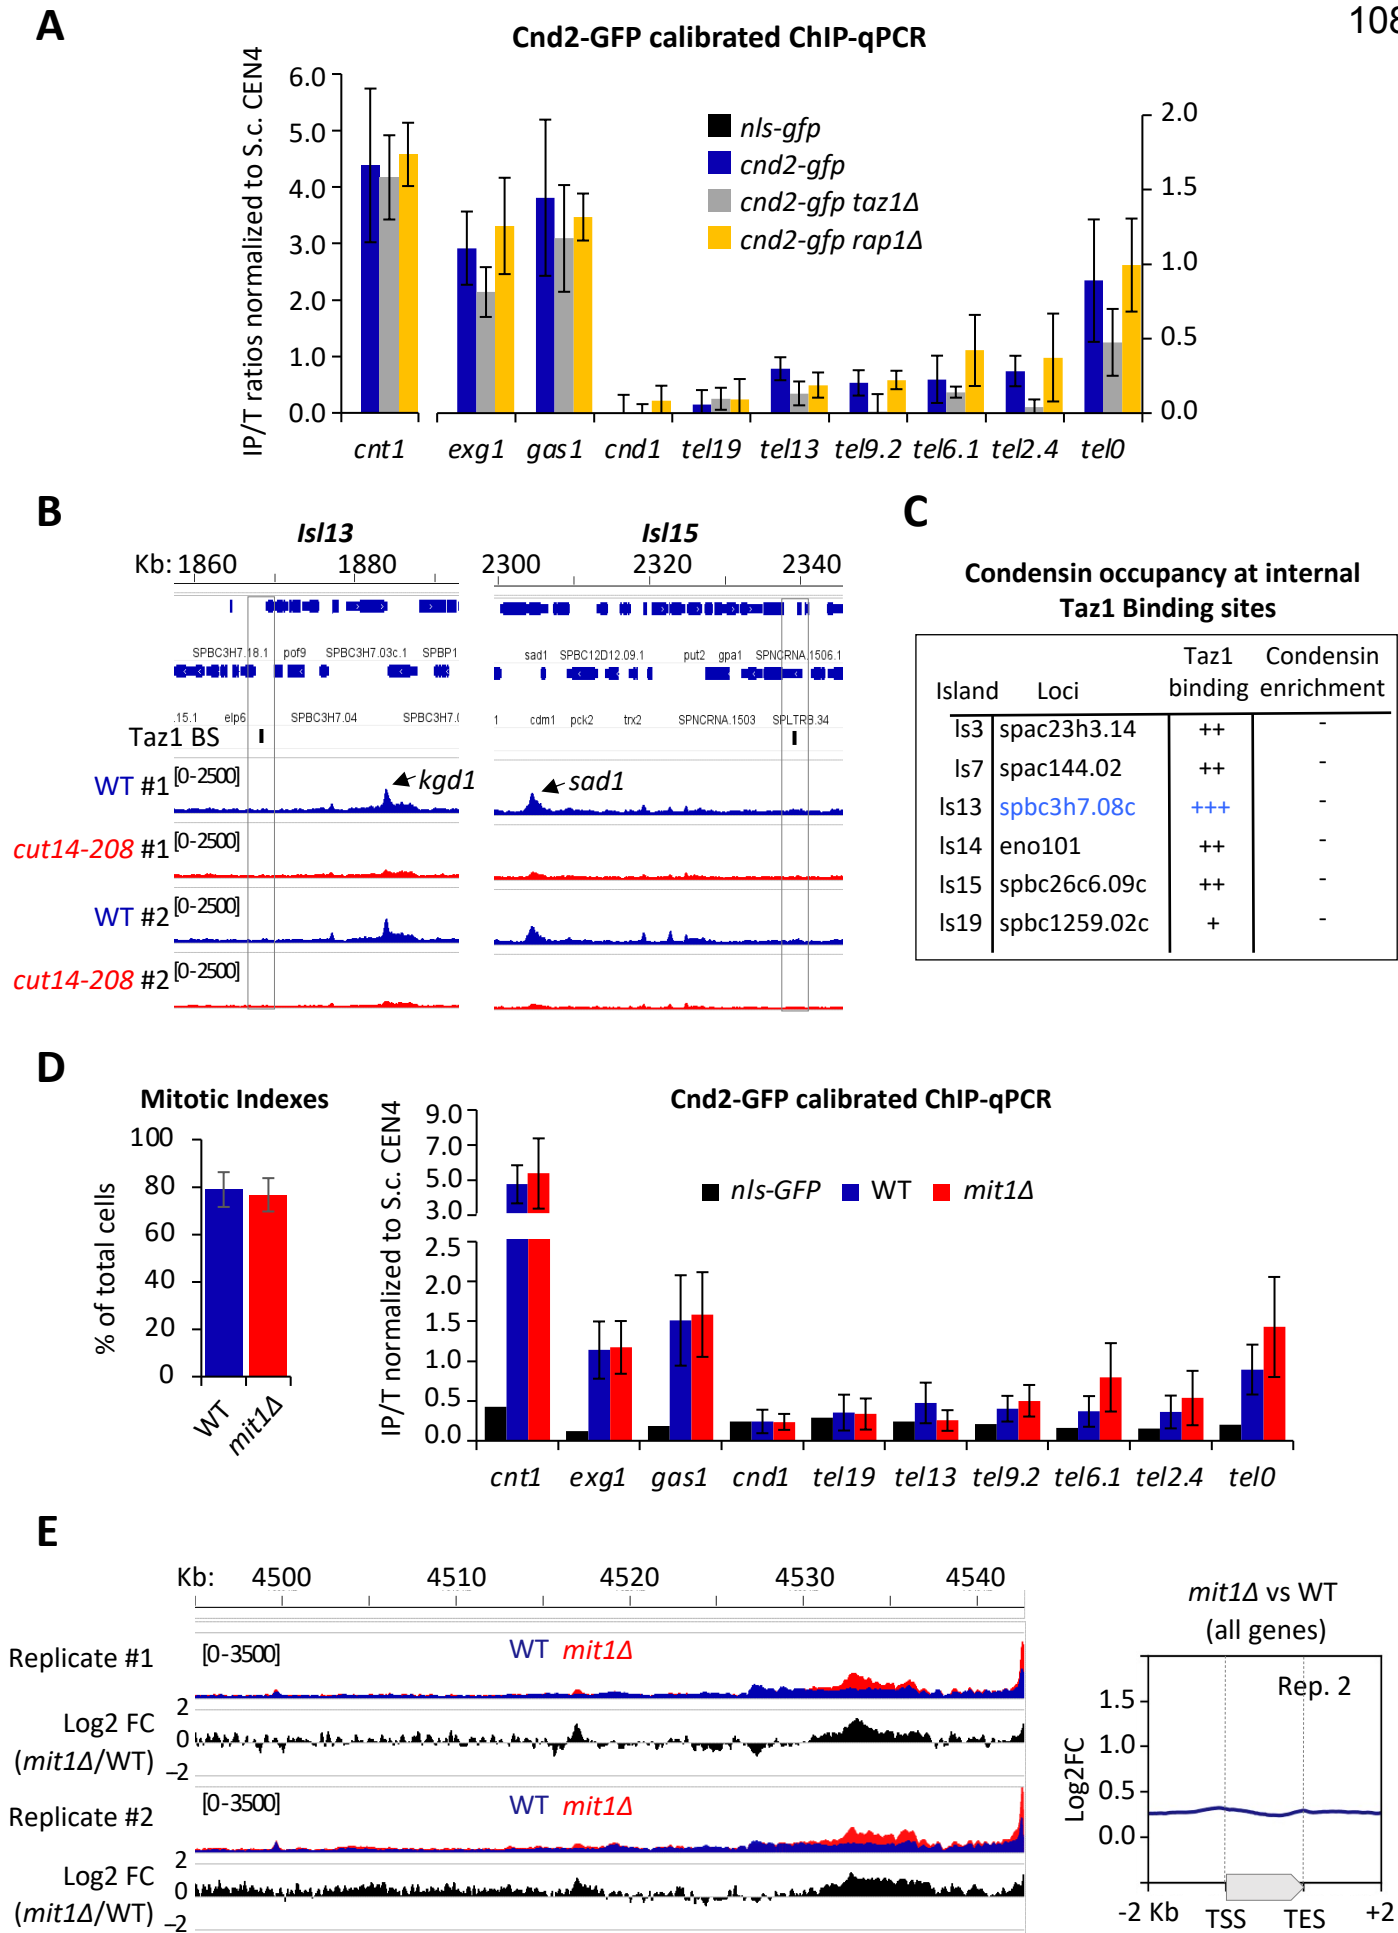 108
A
Cnd2-GFP calibrated ChIP-qPCR
IP/T ratios normalized to S.c. CEN4
6.0
5.0
4.0
3.0
2.0
1.0
0.0
2.0
1.5
1.0
0.5
0.0
nls-gfp
cnd2-gfp
cnd2-gfp taz1Δ
cnd2-gfp rap1Δ
cnt1 exg1 gas1 cnd1 tel19 tel13 tel9.2 tel6.1 tel2.4 tel0
B
Isl13 Isl15
Kb: 1860 1880 2300 2320 2340
SPBC3H7.18.1 pof9 SPBC3H7.03c.1 SPBP1 sad1 SPBC12D12.09.1 put2 gpa1 SPNCRNA.1506.1
.15.1 elp6 SPBC3H7.04 SPBC3H7.0 1 cdm1 pck2 trx2 SPNCRNA.1503 SPLTRB.34
Taz1 BS
WT #1 [0-2500] kgd1 sad1
cut14-208 #1 [0-2500]
WT #2 [0-2500]
cut14-208 #2 [0-2500]
C
Condensin occupancy at internal
Taz1 Binding sites
Island Loci Taz1 binding Condensin enrichment
Is3 spac23h3.14 ++ -
Is7 spac144.02 ++ -
Is13 spbc3h7.08c +++ -
Is14 eno101 ++ -
Is15 spbc26c6.09c ++ -
Is19 spbc1259.02c + -
D
Mitotic Indexes
% of total cells
100
80
60
40
20
0
WT mit1Δ
Cnd2-GFP calibrated ChIP-qPCR
IP/T normalized to S.c. CEN4
9.0
7.0
5.0
3.0
2.5
2.0
1.5
1.0
0.5
0.0
nls-GFP WT mit1Δ
cnt1 exg1 gas1 cnd1 tel19 tel13 tel9.2 tel6.1 tel2.4 tel0
E
Kb: 4500 4510 4520 4530 4540
Replicate #1 [0-3500] WT mit1Δ
Log2 FC
(mit1Δ/WT)
2
0
–2
Replicate #2 [0-3500] WT mit1Δ
Log2 FC
(mit1Δ/WT)
2
0
–2
mit1Δ vs WT
(all genes)
Rep. 2
Log2FC
1.5
1.0
0.5
0.0
-2 Kb TSS TES +2